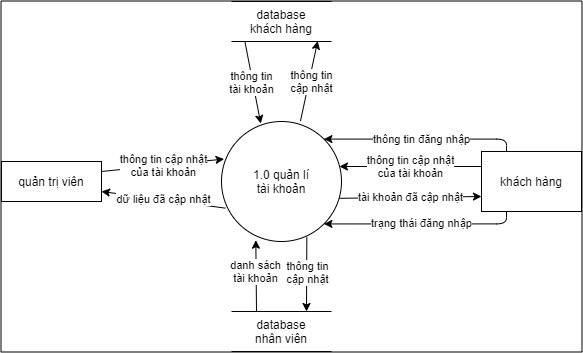 database
khách hàng
thông tin
tài khoản
thông tin
cập nhật
thông tin đăng nhập
thông tin cập nhật
của tài khoản
thông tin cập nhật
của tài khoản
quản trị viên
1.0 quản lí
tài khoản
khách hàng
dữ liệu đã cập nhật
tài khoản đã cập nhật
trạng thái đăng nhập
danh sách
tài khoản
thông tin
cập nhật
database
nhân viên